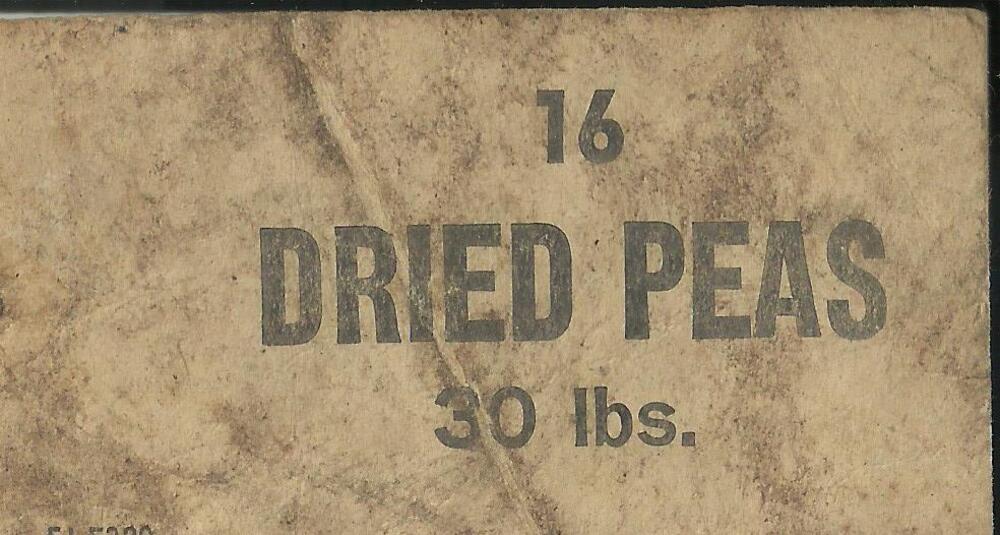 16
DRIED PEAS
30 lbs.